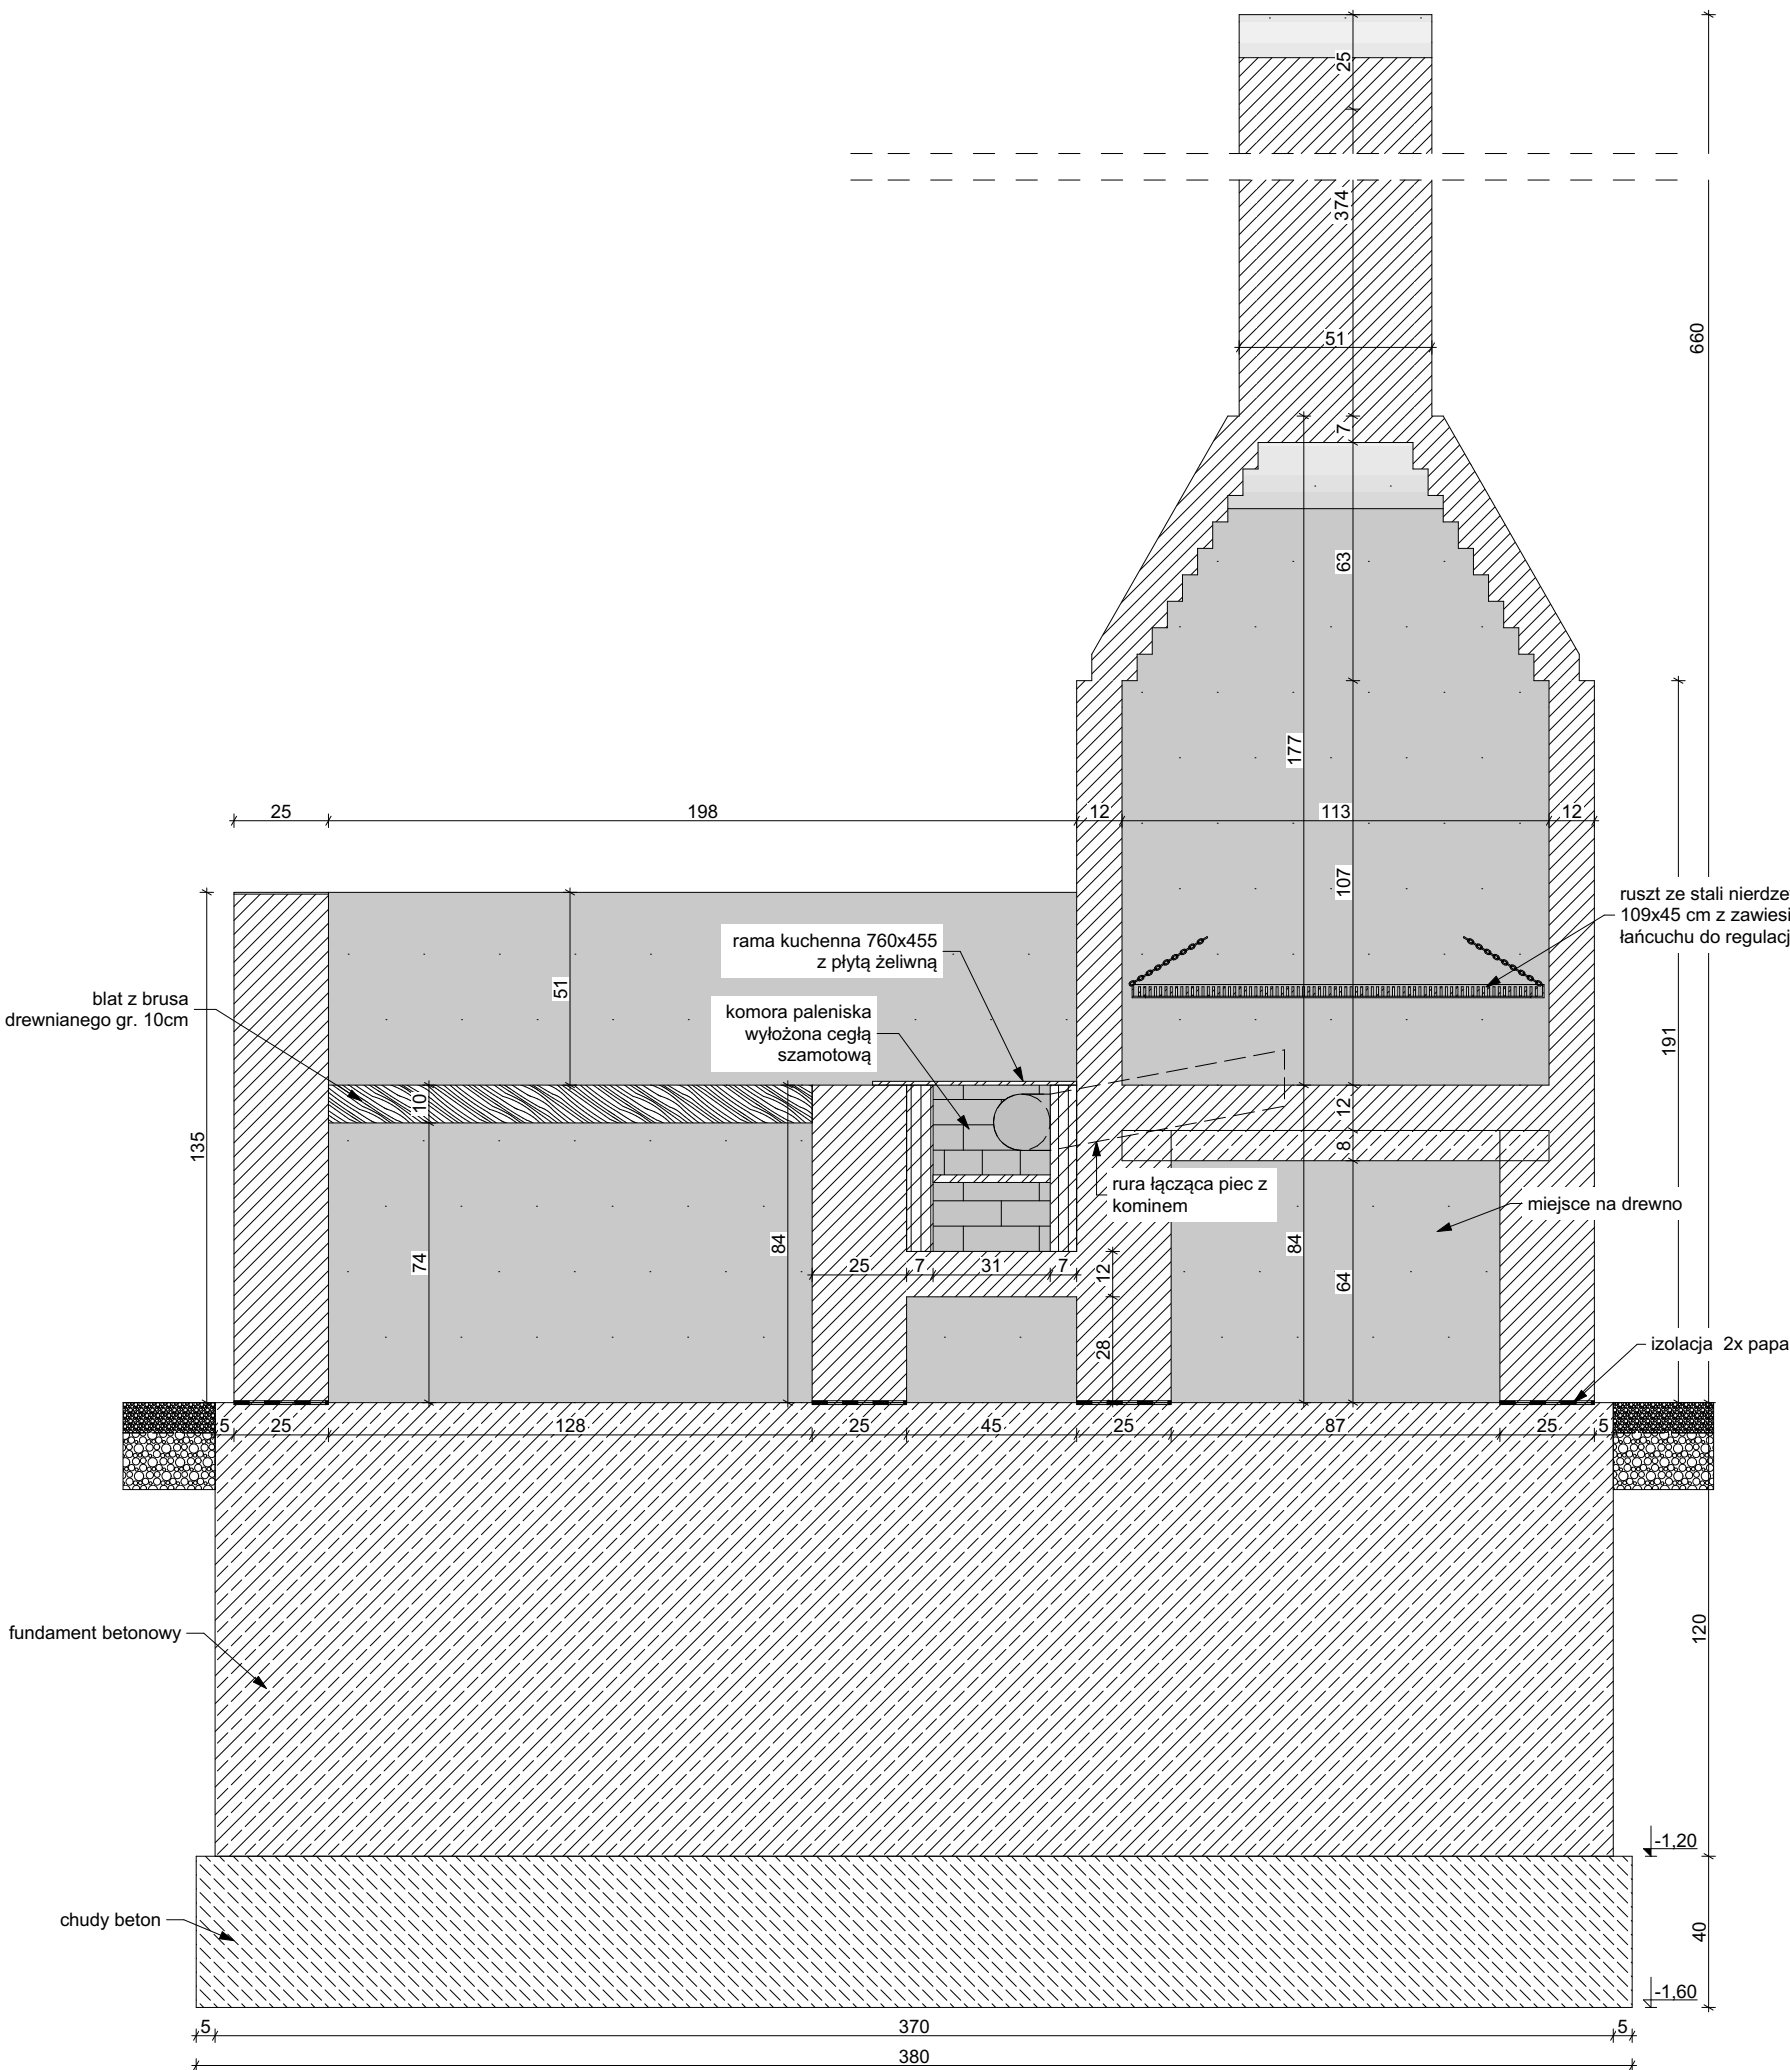 25
374
660
51
7
63
177
25
198
12
113
12
107
ruszt ze stali nierdze
109x45 cm z zawiesi
łańcuchu do regulacj
rama kuchenna 760x455
z płytą żeliwną
51
blat z brusa
drewnianego gr. 10cm
komora paleniska
wyłożona cegłą
szamotową
191
10
12
135
8
rura łącząca piec z
kominem
miejsce na drewno
74
84
84
25
7
31
7
12
64
28
izolacja 2x papa
5
25
128
25
45
25
87
25
5
fundament betonowy
120
-1,20
chudy beton
40
-1,60
5
370
5
380